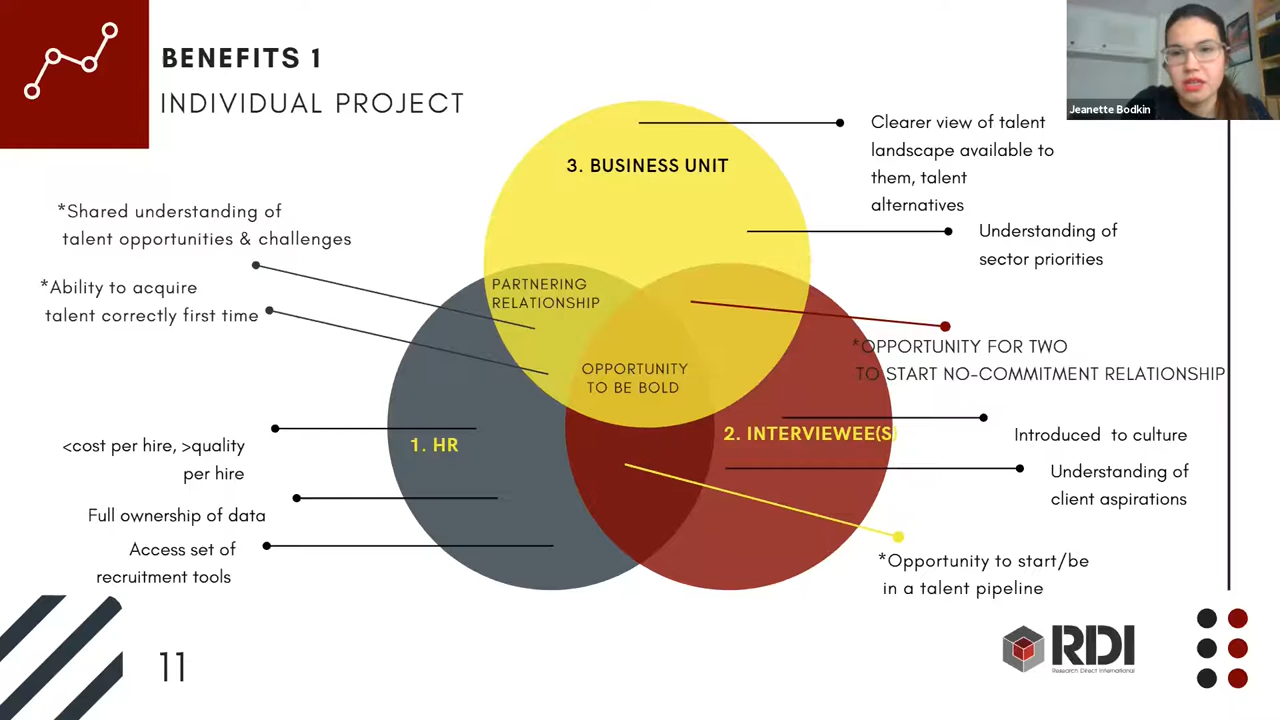 BENEFITS 1
INDIVIDUAL PROJECT
Jeanette Bodkin
3. BUSINESS UNIT
Clearer view of talent
landscape available to
them, talent
alternatives
Understanding of
sector priorities
*Shared understanding of
talent opportunities & challenges
*Ability to acquire
talent correctly first time
PARTNERING
RELATIONSHIP
OPPORTUNITY
TO BE BOLD
*OPPORTUNITY FOR TWO
TO START NO-COMMITMENT RELATIONSHIP
1. HR
2. INTERVIEWEE(S)
<cost per hire, >quality
per hire
Full ownership of data
Access set of
recruitment tools
Introduced to culture
Understanding of
client aspirations
*Opportunity to start/be
in a talent pipeline
11
RDI
Research Direct International